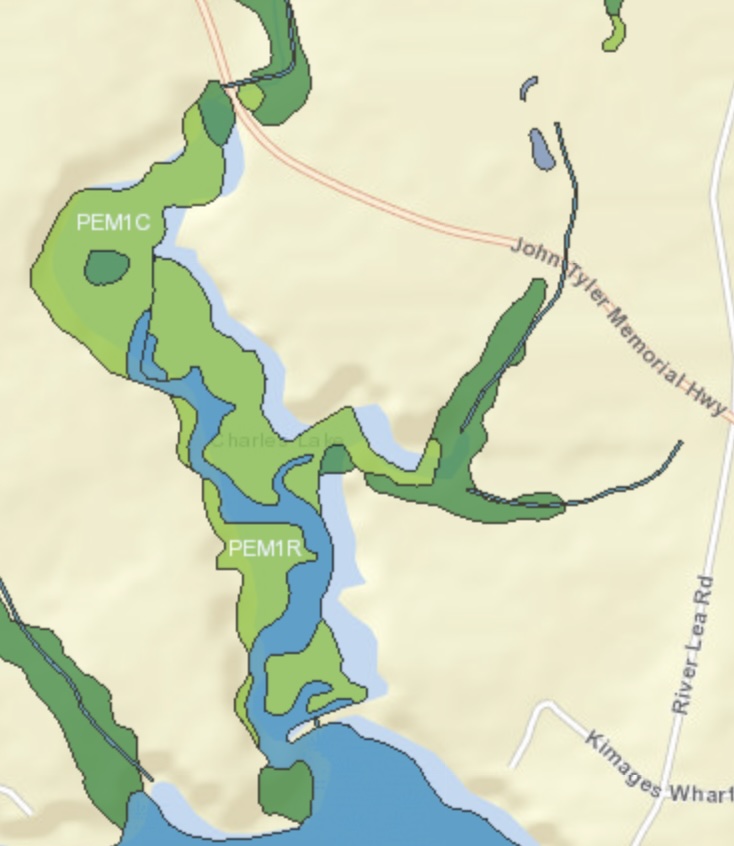 PEM1C
John Tyler Memorial Hwy
Charles Lake
PEM1R
River Lea Rd
Kimages Wharf